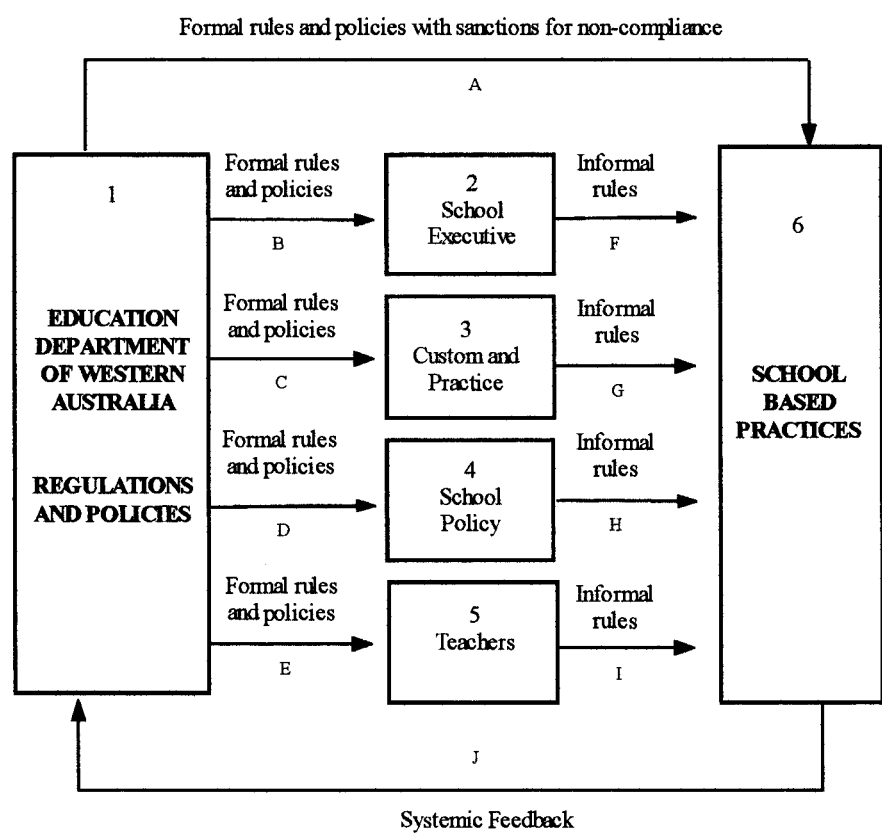 Formal rules and policies with sanctions for non-compliance
A
1
EDUCATION
DEPARTMENT
OF WESTERN
AUSTRALIA
REGULATIONS
AND POLICIES
Formal rules
and policies
B
2
School
Executive
Informal
rules
F
Formal rules
and policies
C
3
Custom and
Practice
Informal
rules
G
Formal rules
and policies
D
4
School
Policy
Informal
rules
H
Formal rules
and policies
E
5
Teachers
Informal
rules
I
6
SCHOOL
BASED
PRACTICES
J
Systemic Feedback